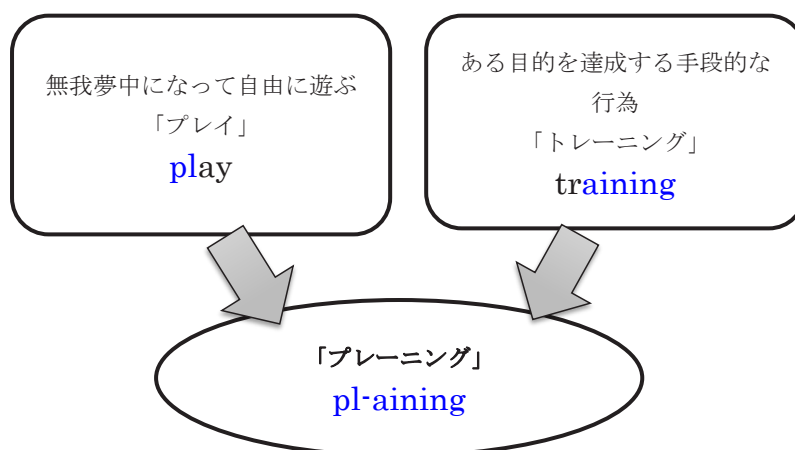 無我夢中になって自由に遊ぶ
「プレイ」
play
ある目的を達成する手段的な
行為
「トレーニング」
training
「プレーニング」
pl-aining